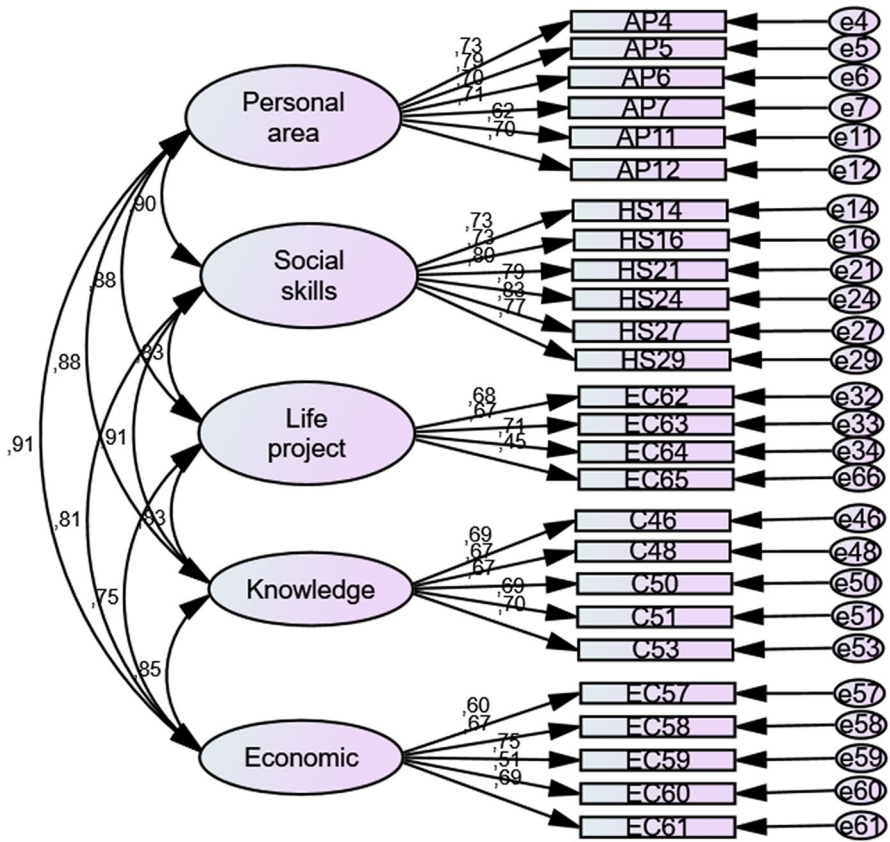 Personal
area
,73
,79
,70
,71
,62
,70
AP4
e4
AP5
e5
AP6
e6
AP7
e7
AP11
e11
AP12
e12
Social
skills
,73
,73
,80
,79
,83
,77
HS14
e14
HS16
e16
HS21
e21
HS24
e24
HS27
e27
HS29
e29
Life
project
,68
,67
,71
,45
EC62
e32
EC63
e33
EC64
e34
EC65
e66
Knowledge
,69
,67
,67
,69
,70
C46
e46
C48
e48
C50
e50
C51
e51
C53
e53
Economic
,60
,67
,75
,51
,69
EC57
e57
EC58
e58
EC59
e59
EC60
e60
EC61
e61
,90
,88
,83
,88
,91
,91
,81
,83
,75
,85